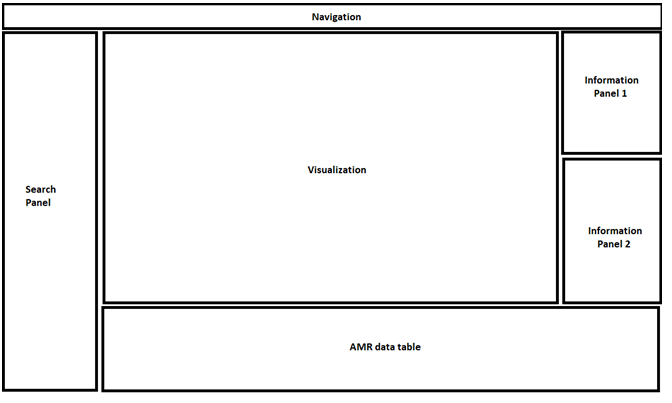 Navigation
Search
Panel
Visualization
Information
Panel 1
Information
Panel 2
AMR data table